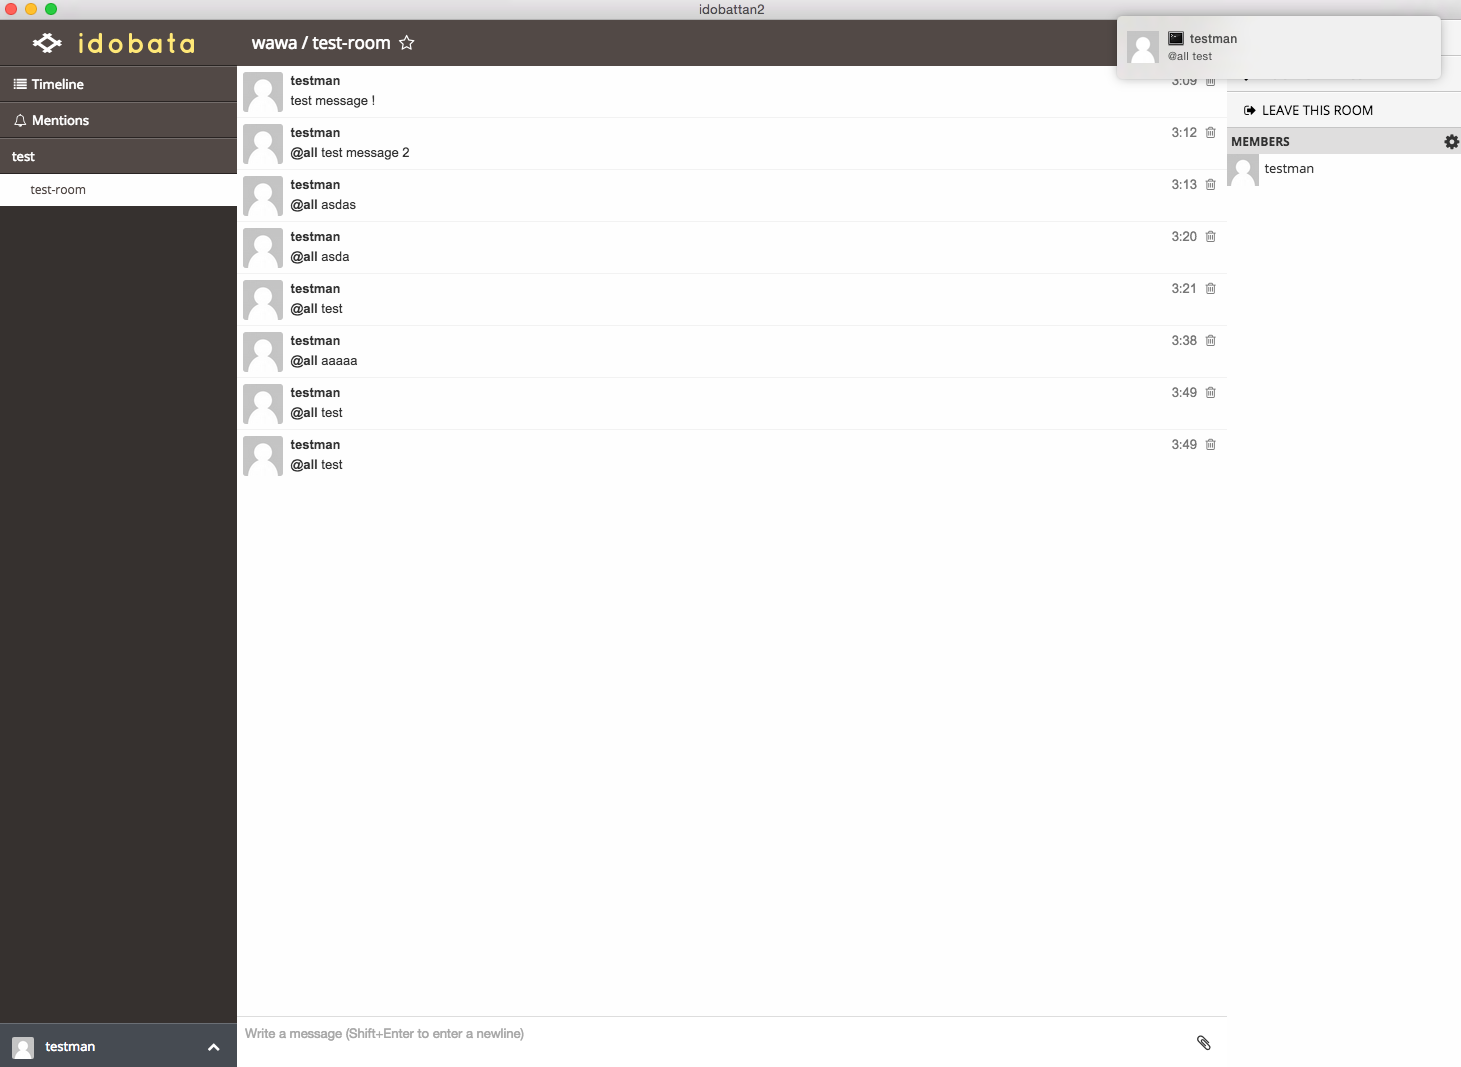 idobattan2
idobata
wawa / test-room
testman
@all test
Timeline
Mentions
test
test-room
testman
3:09
test message !
testman
3:12
@all test message 2
testman
3:13
@all asdas
testman
3:20
@all asda
testman
3:21
@all test
testman
3:38
@all aaaaa
testman
3:49
@all test
testman
3:49
@all test
LEAVE THIS ROOM
MEMBERS
testman
Write a message (Shift+Enter to enter a newline)
testman